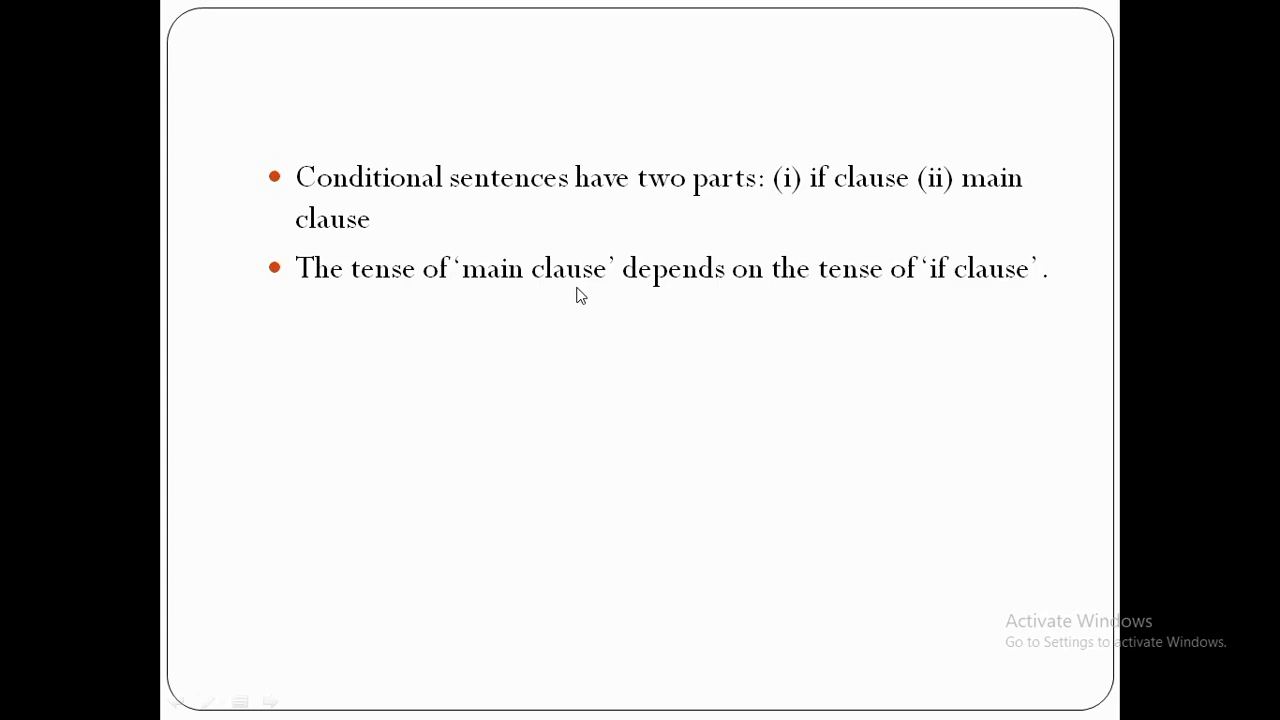 Conditional sentences have two parts: (i) if clause (ii) main
clause
The tense of ‘main clause’ depends on the tense of ‘if clause’ .
Activate Windows
Go to Settings to activate Windows.